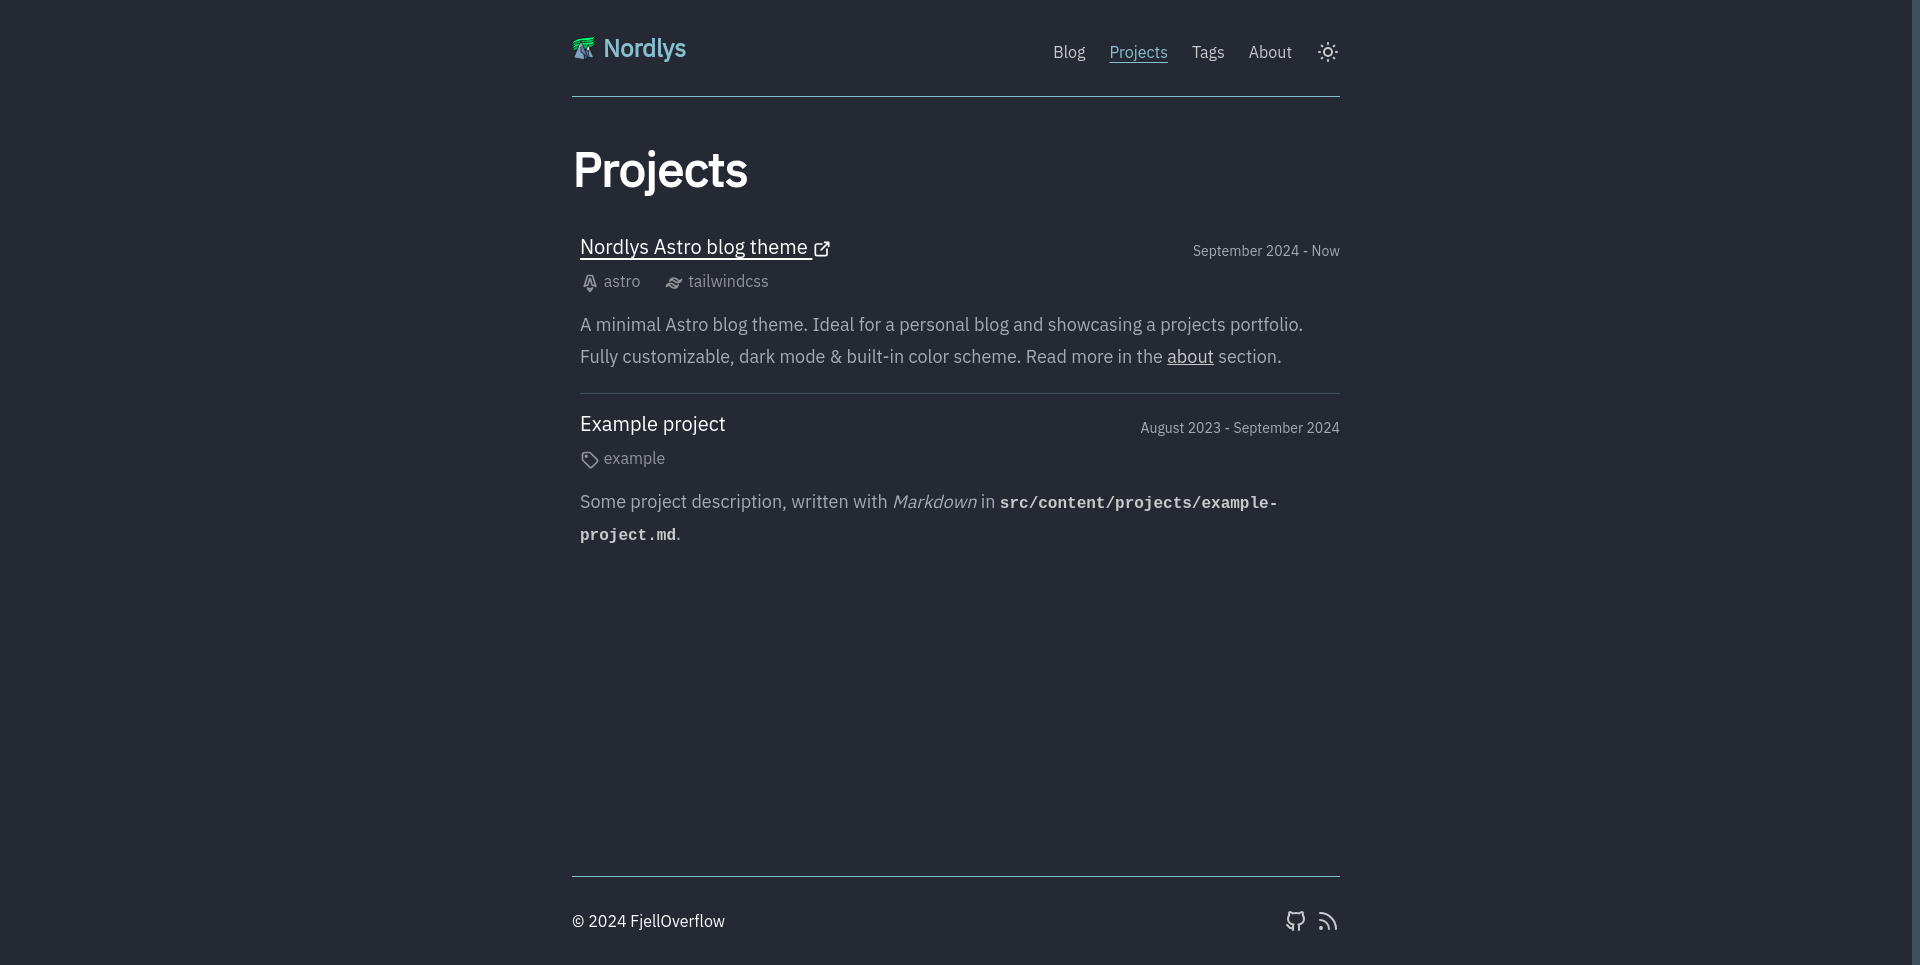 Nordlys
Blog Projects Tags About
Projects
Nordlys Astro blog theme
September 2024 - Now
astro tailwindcss
A minimal Astro blog theme. Ideal for a personal blog and showcasing a projects portfolio.
Fully customizable, dark mode & built-in color scheme. Read more in the about section.
Example project
August 2023 - September 2024
example
Some project description, written with Markdown in src/content/projects/example-
project.md.
© 2024 FjellOverflow